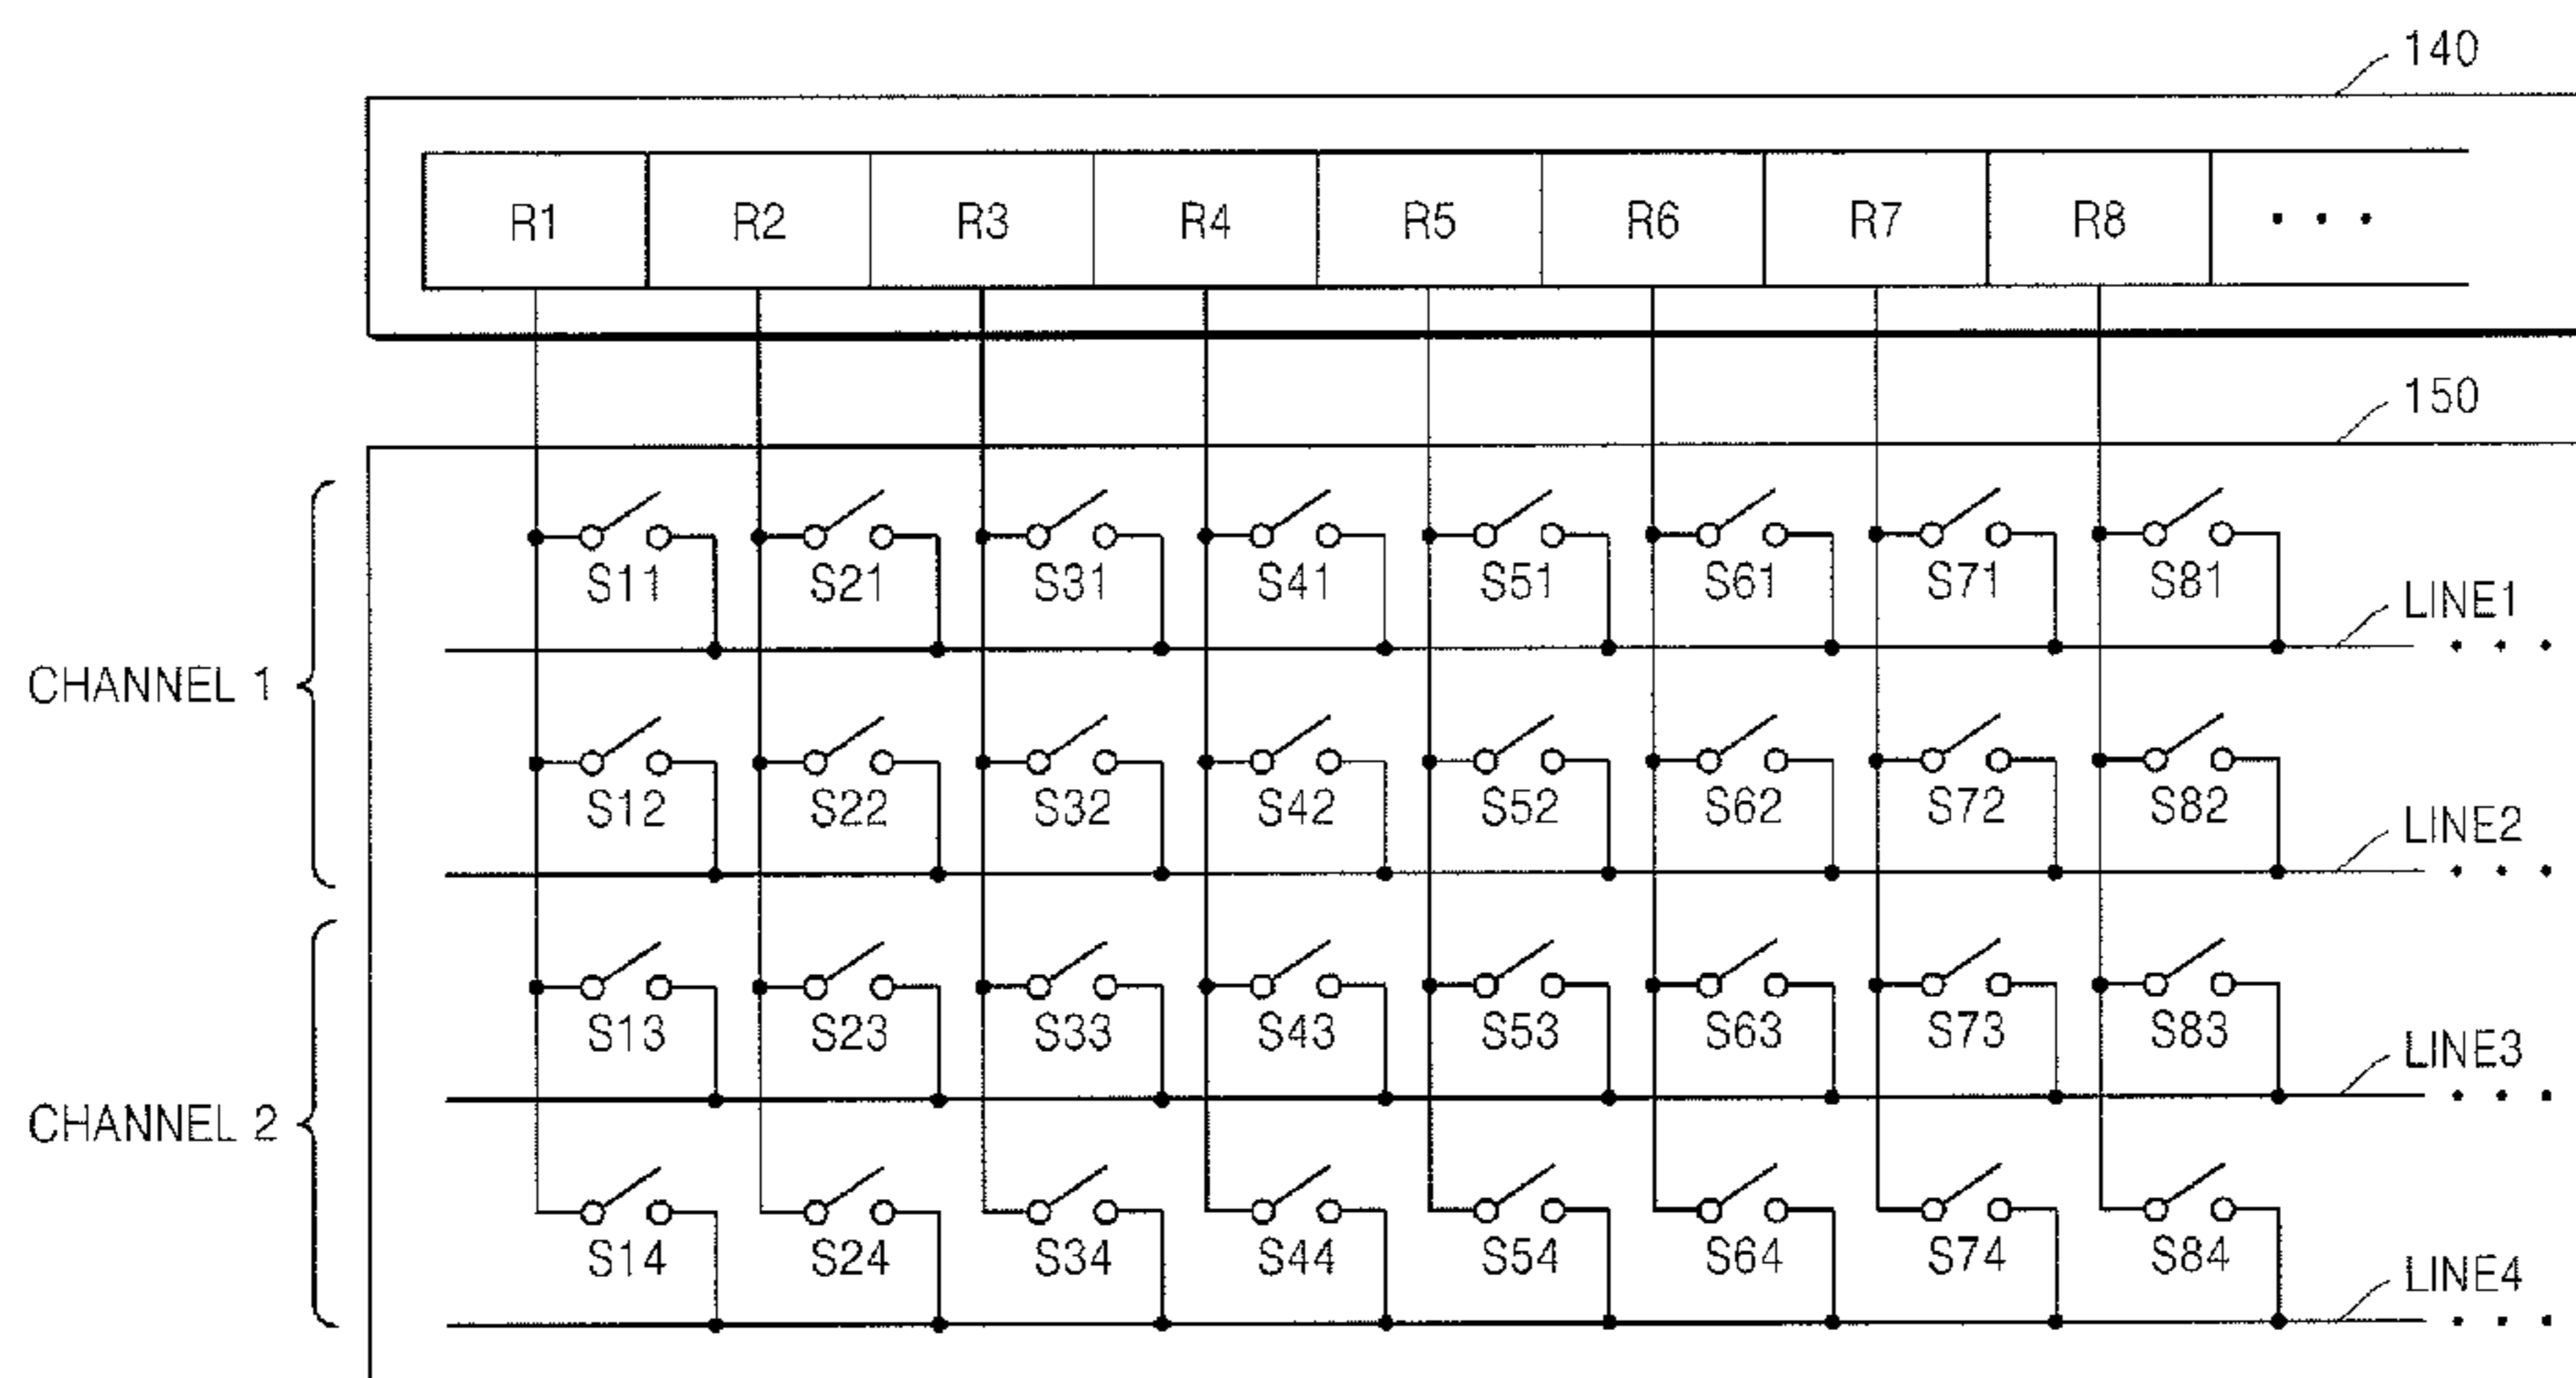 140
R1 R2 R3 R4 R5 R6 R7 R8 . . .
150
S11 S21 S31 S41 S51 S61 S71 S81
LINE1 . . .
CHANNEL 1
S12 S22 S32 S42 S52 S62 S72 S82
LINE2 . . .
S13 S23 S33 S43 S53 S63 S73 S83
LINE3 . . .
CHANNEL 2
S14 S24 S34 S44 S54 S64 S74 S84
LINE4 . . .